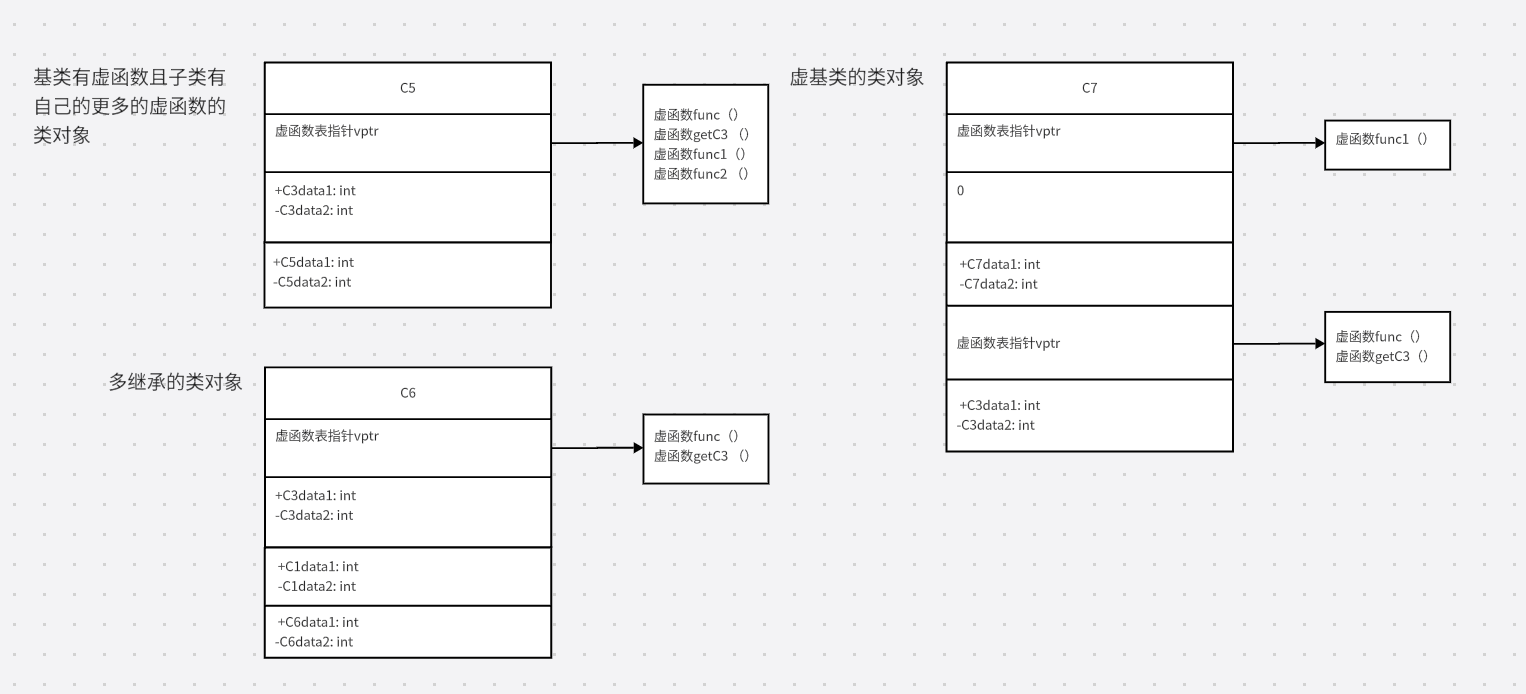 基类有虚函数且子类有
自己的更多的虚函数的
类对象
C5
虚函数表指针vptr
+C3data1: int
-C3data2: int
+C5data1: int
-C5data2: int
虚函数func（）
虚函数getC3 （）
虚函数func1（）
虚函数func2 （）
多继承的类对象
C6
虚函数表指针vptr
+C3data1: int
-C3data2: int
+C1data1: int
-C1data2: int
+C6data1: int
-C6data2: int
虚函数func（）
虚函数getC3 （）
虚基类的类对象
C7
虚函数表指针vptr
0
+C7data1: int
-C7data2: int
虚函数表指针vptr
+C3data1: int
-C3data2: int
虚函数func1（）
虚函数func（）
虚函数getC3（）